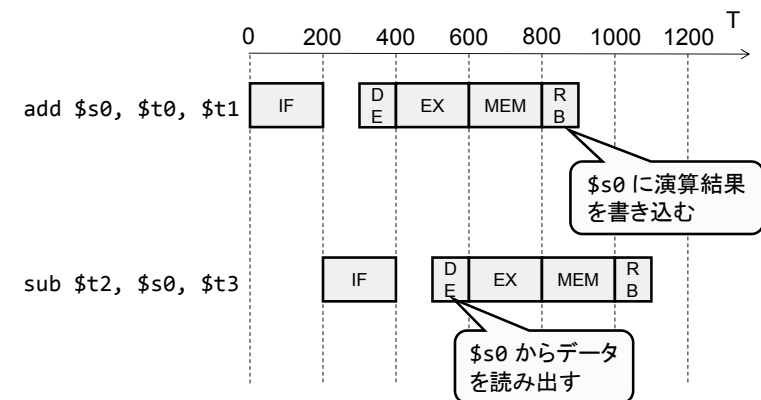 T
0 200 400 600 800 1000 1200
add $s0, $t0, $t1
IF
D
E
EX
MEM
R
B
$s0 に演算結果
を書き込む
sub $t2, $s0, $t3
IF
D
E
EX
MEM
R
B
$s0 からデータ
を読み出す